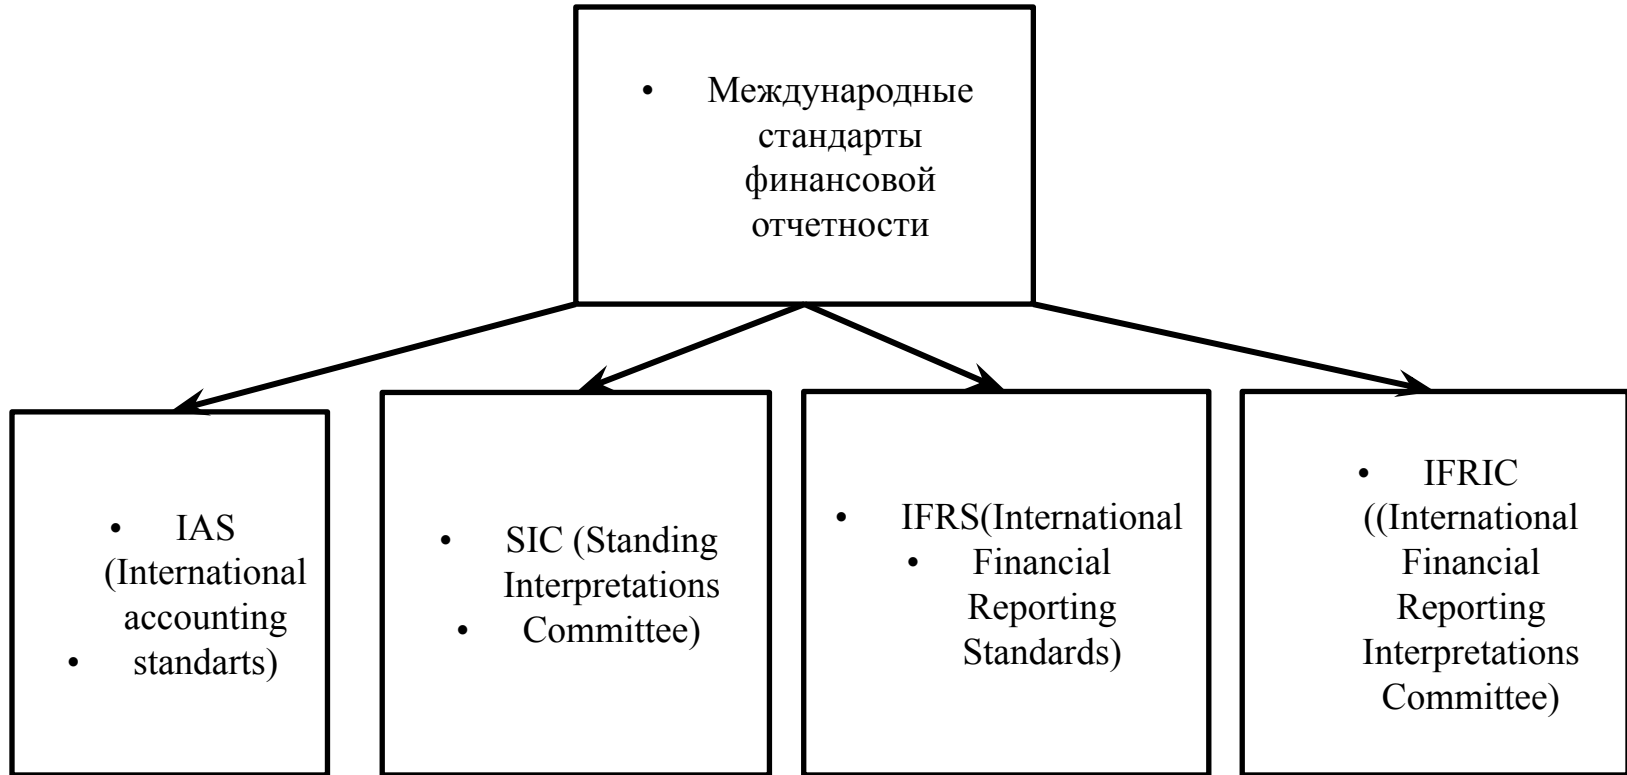 • Международные
стандарты
финансовой
отчетности
• IAS
(International
accounting
• standarts)
• SIC (Standing
Interpretations
• Committee)
• IFRS(International
• Financial
Reporting
Standards)
• IFRIC
((International
Financial
Reporting
Interpretations
Committee)